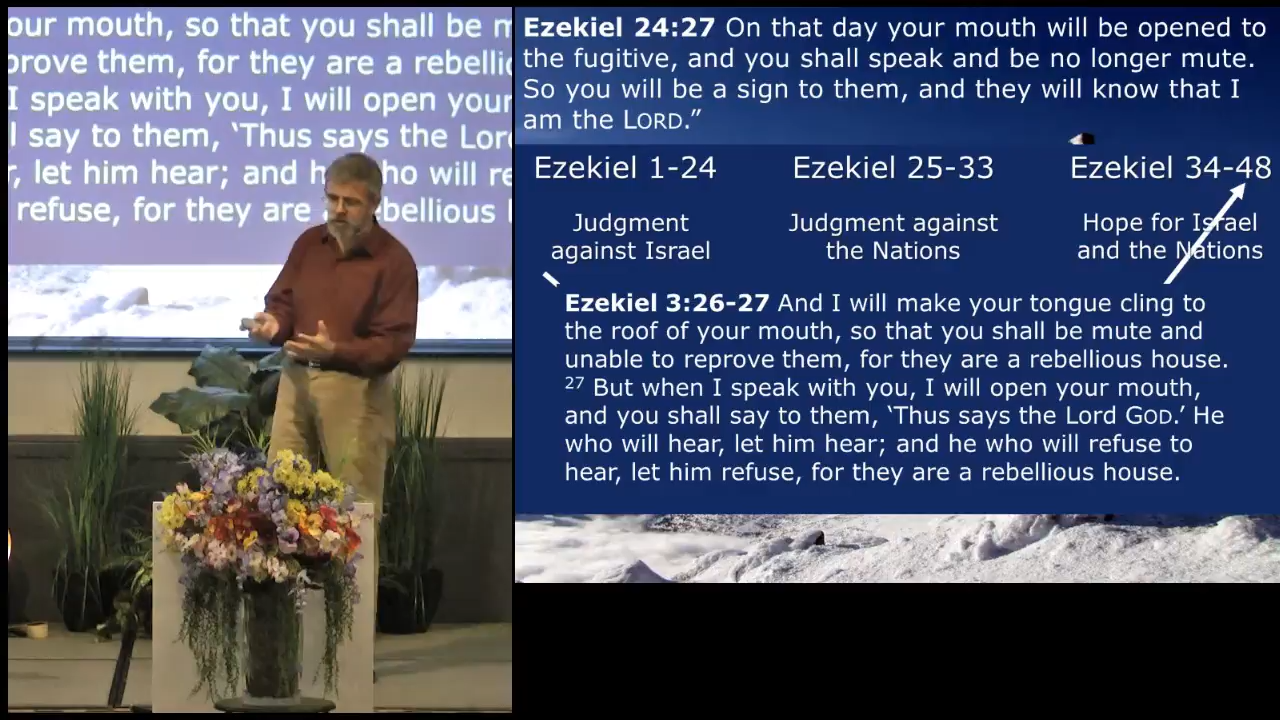 our mouth, so that you shall be m
prove them, for they are a rebelli
I speak with you, I will open your
l say to them, ‘Thus says the Lor
r, let him hear; and h ho will re
refuse, for they are ebellious
Ezekiel 24:27 On that day your mouth will be opened to
the fugitive, and you shall speak and be no longer mute.
So you will be a sign to them, and they will know that I
am the LORD.”
Ezekiel 1-24
Ezekiel 25-33
Ezekiel 34-48
Judgment
against Israel
Judgment against
the Nations
Hope for Israel
and the Nations
Ezekiel 3:26-27 And I will make your tongue cling to
the roof of your mouth, so that you shall be mute and
unable to reprove them, for they are a rebellious house.
27 But when I speak with you, I will open your mouth,
and you shall say to them, ‘Thus says the Lord GOD.’ He
who will hear, let him hear; and he who will refuse to
hear, let him refuse, for they are a rebellious house.